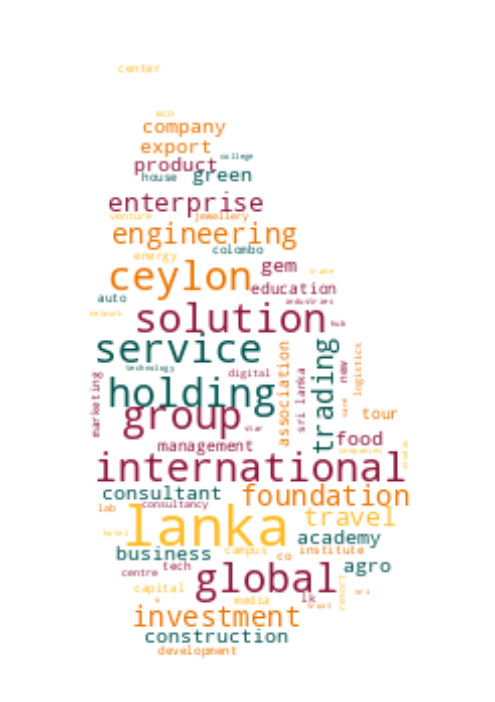 center
eco
company
export
college
product
house green
enterprise
venture jewellery
engineering
colombo
energy
gem
ceylon
trade
education
auto
industries
network
solution
hub
service
technology
digital
holding
marketing
association
sri lanka
trading
new
logistics
care
group
star
tour
food
management
companies
international
consultant
foundation
lab
consultancy
lanka
travel
hotel
academy
business
campus
co
institute
tech
centre
global
agro
capital
resort
sri
media
lk
trust
investment
construction
development